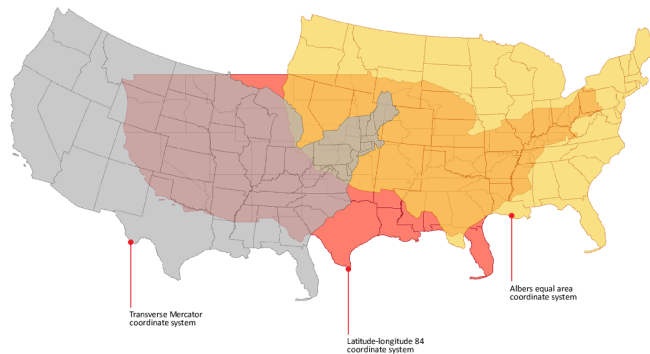 Albers equal area
coordinate system
Transverse Mercator
coordinate system
Latitude-longitude 84
coordinate system